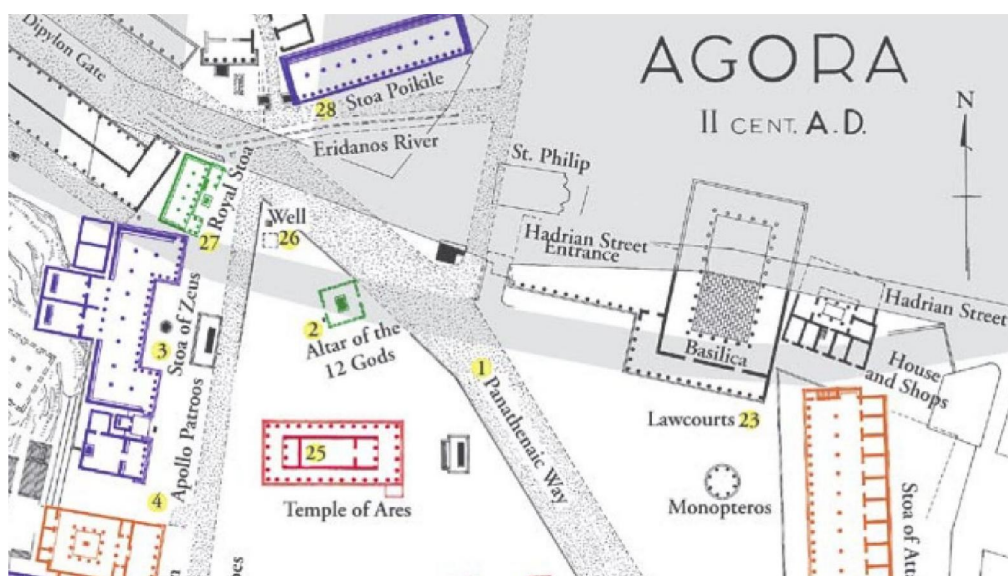 AGORA
II CENT. A.D.
N
Dipylon Gate
28
Stoa Poikile
Eridanos River
St. Philip
Royal Stoa
27
Well
26
Hadrian Street
Entrance
Hadrian Street
2
Altar of the
12 Gods
3
Stoa of Zeus
1
Panathenaic Way
Basilica
House
and Shops
Lawcourts 23
4
Apollo Patroos
25
Temple of Ares
Monopteros
Stoa of